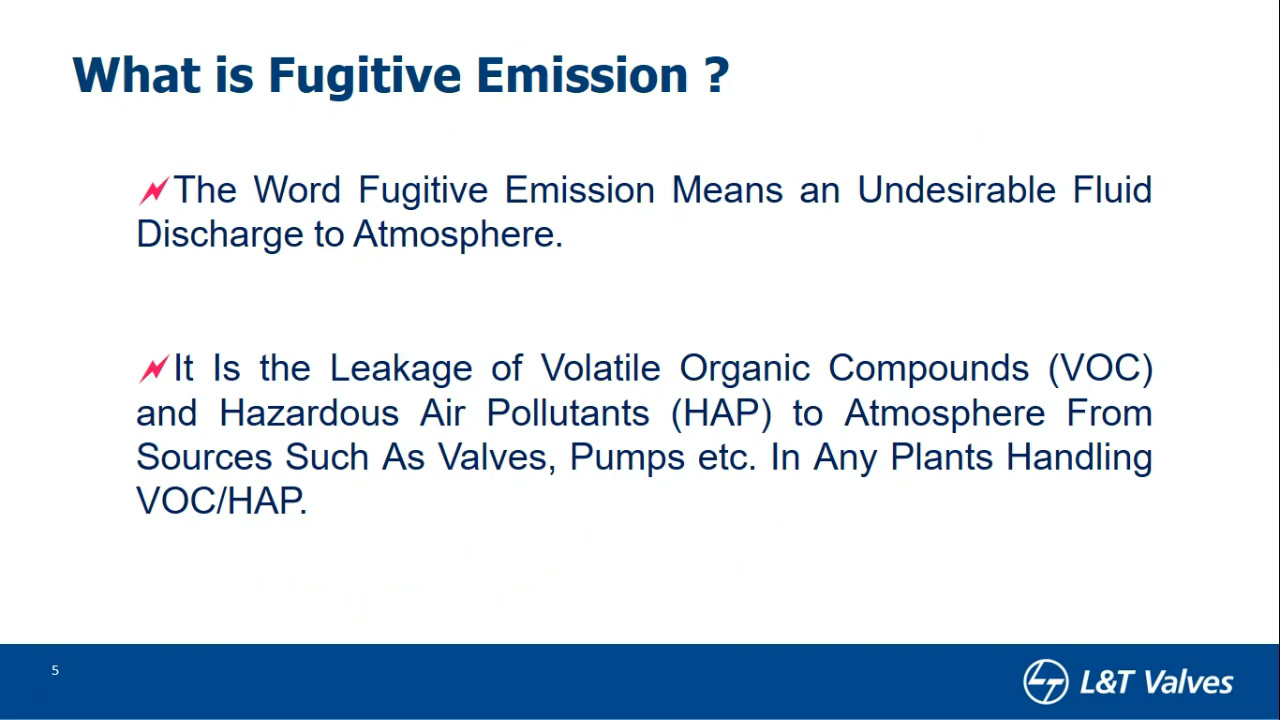 What is Fugitive Emission ?
The Word Fugitive Emission Means an Undesirable Fluid
Discharge to Atmosphere.
It Is the Leakage of Volatile Organic Compounds (VOC)
and Hazardous Air Pollutants (HAP) to Atmosphere From
Sources Such As Valves, Pumps etc. In Any Plants Handling
VOC/HAP.
5
L&T Valves